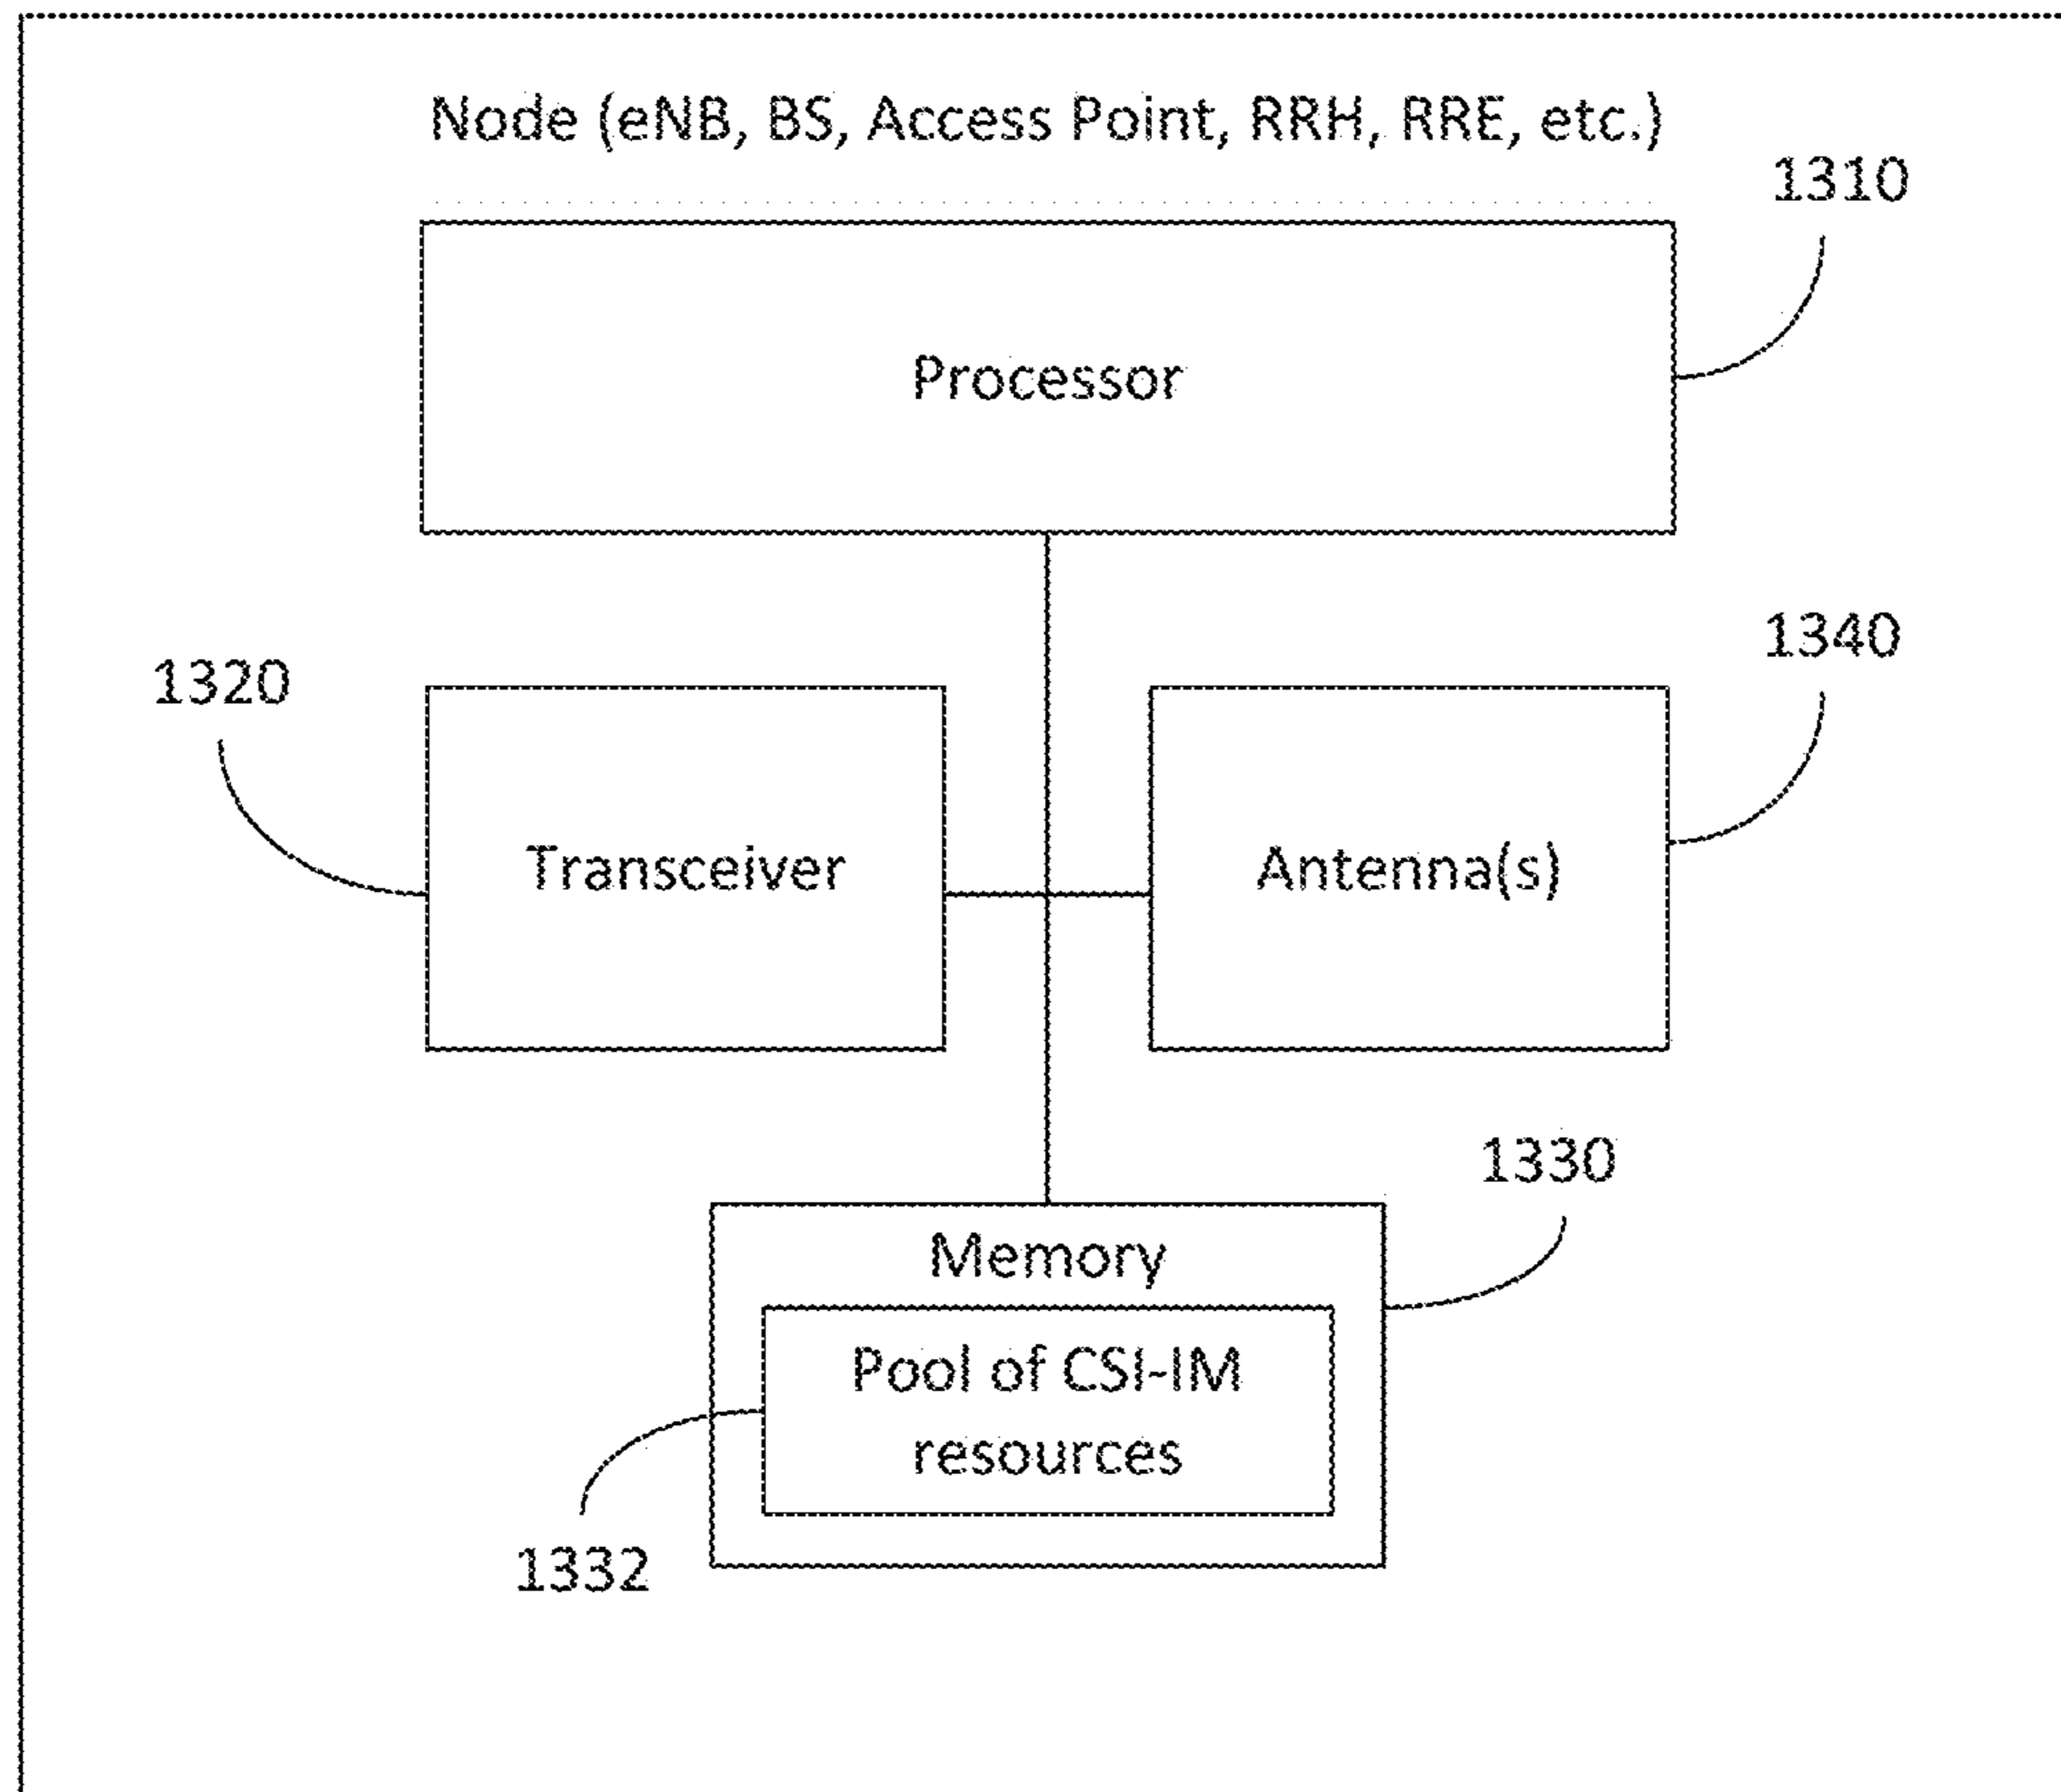 Node (eNB, BS, Access Point, RRH, RRE, etc.)
1310
Processor
1340
1320
Transceiver
Antenna(s)
1330
Memory
Pool of CSI-IM
resources
1332